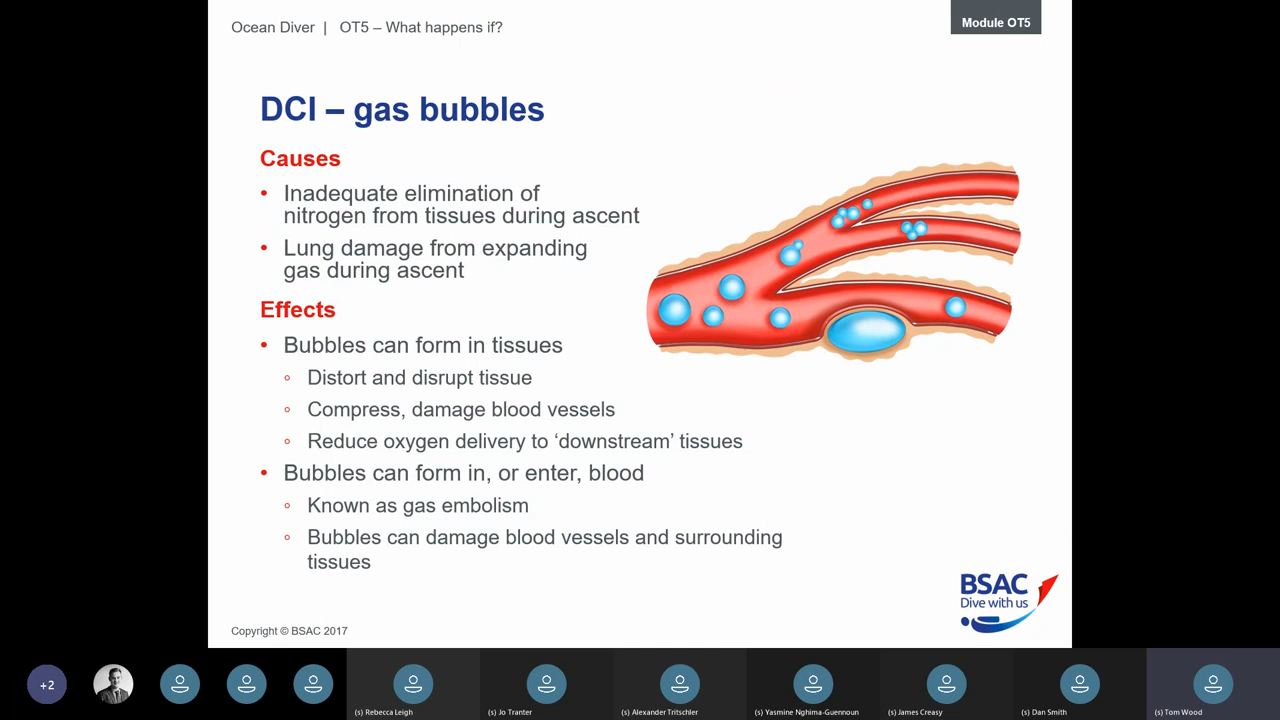 Ocean Diver | OT5 – What happens if?
Module OT5
DCI – gas bubbles
Causes
• Inadequate elimination of
nitrogen from tissues during ascent
• Lung damage from expanding
gas during ascent
Effects
• Bubbles can form in tissues
◦ Distort and disrupt tissue
◦ Compress, damage blood vessels
◦ Reduce oxygen delivery to ‘downstream’ tissues
• Bubbles can form in, or enter, blood
◦ Known as gas embolism
◦ Bubbles can damage blood vessels and surrounding
tissues
BSAC
Dive with us
Copyright © BSAC 2017
+2
(s) Rebecca Leigh
(s) Jo Tranter
(s) Alexander Tritschler
(s) Yasmine Nghima-Guennoun
(s) James Creasy
(s) Dan Smith
(s) Tom Wood